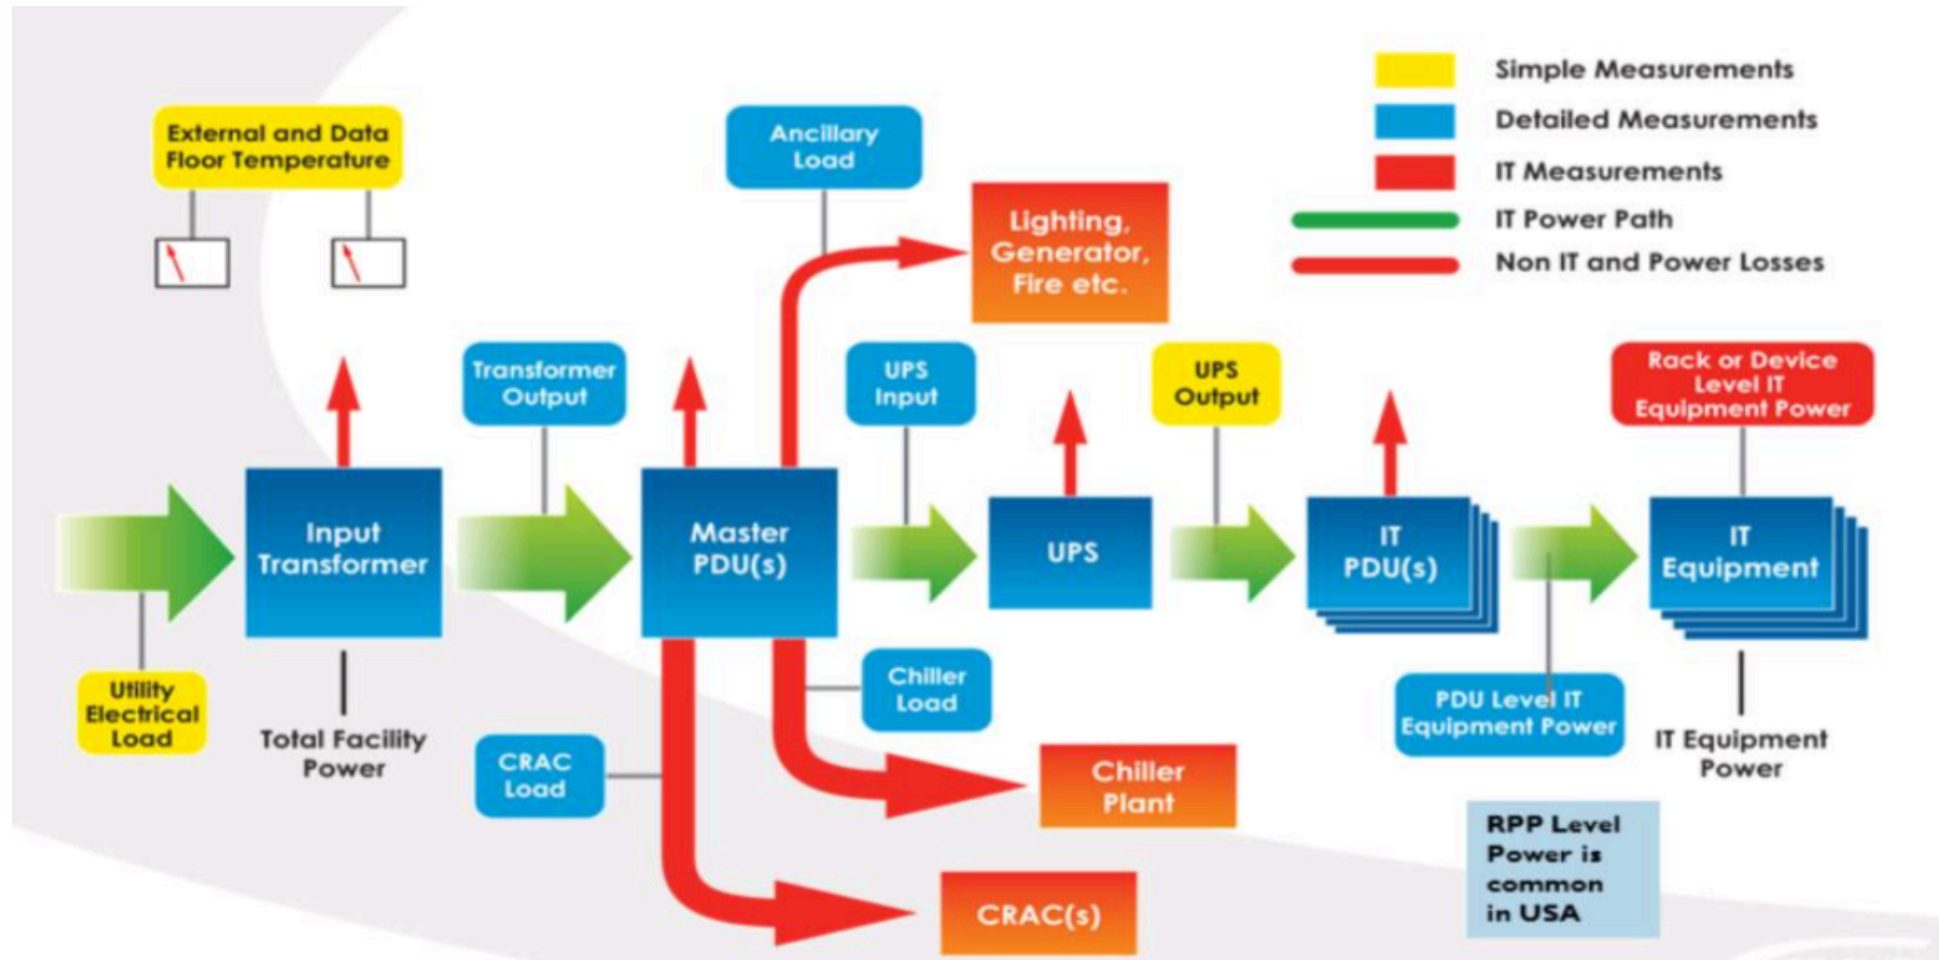 Simple Measurements
Detailed Measurements
IT Measurements
IT Power Path
Non IT and Power Losses
External and Data
Floor Temperature
Ancillary
Load
Lighting,
Generator,
Fire etc.
Transformer
Output
UPS
Input
UPS
Output
Rack or Device
Level IT
Equipment Power
Input
Transformer
Master
PDU(s)
UPS
IT
PDU(s)
IT
Equipment
Utility
Electrical
Load
Total Facility
Power
CRAC
Load
Chiller
Load
PDU Level IT
Equipment Power
IT Equipment
Power
Chiller
Plant
CRAC(s)
RPP Level
Power is
common
in USA